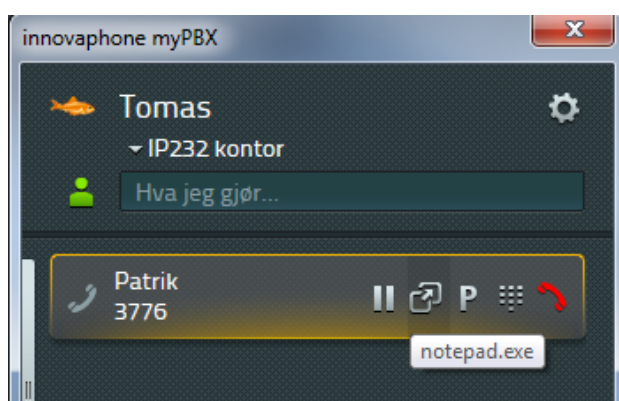 innovaphone myPBX
Tomas
IP232 kontor
Hva jeg gjør...
Patrik
3776
P
notepad.exe